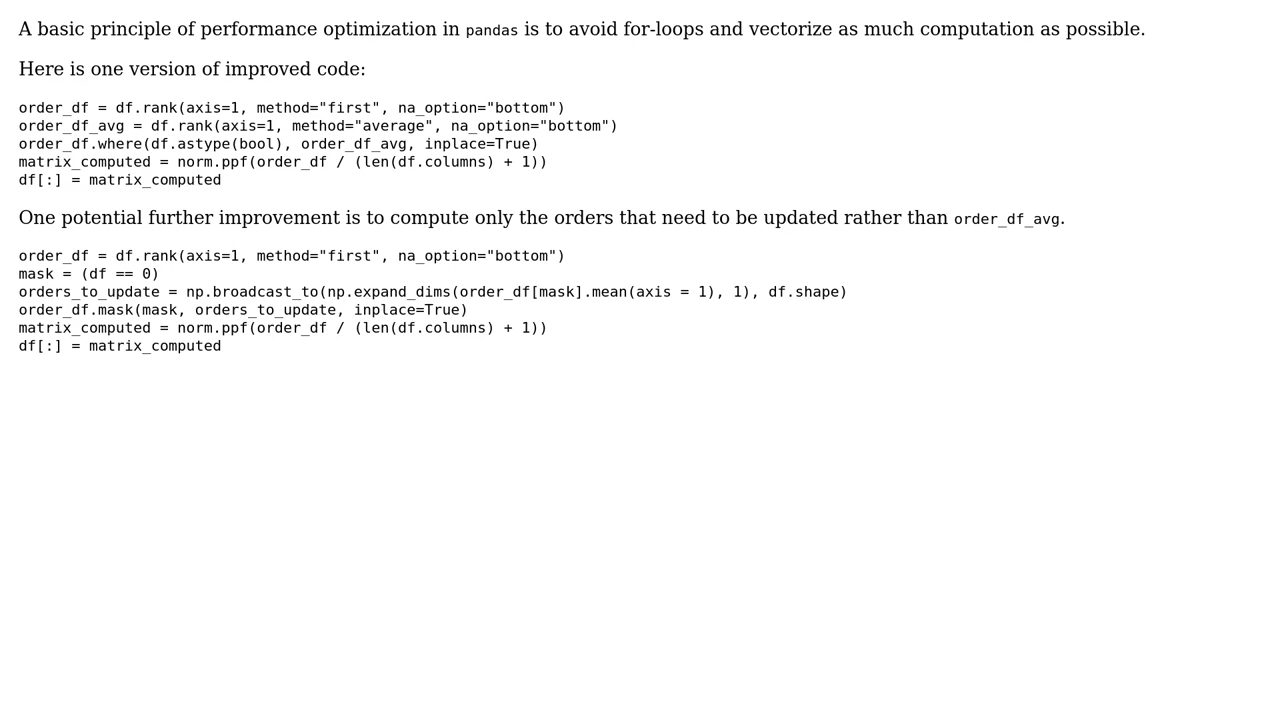 A basic principle of performance optimization in pandas is to avoid for-loops and vectorize as much computation as possible.
Here is one version of improved code:
order_df = df.rank(axis=1, method="first", na_option="bottom")
order_df_avg = df.rank(axis=1, method="average", na_option="bottom")
order_df.where(df.astype(bool), order_df_avg, inplace=True)
matrix_computed = norm.ppf(order_df / (len(df.columns) + 1))
df[:] = matrix_computed
One potential further improvement is to compute only the orders that need to be updated rather than order_df_avg.
order_df = df.rank(axis=1, method="first", na_option="bottom")
mask = (df == 0)
orders_to_update = np.broadcast_to(np.expand_dims(order_df[mask].mean(axis = 1), 1), df.shape)
order_df.mask(mask, orders_to_update, inplace=True)
matrix_computed = norm.ppf(order_df / (len(df.columns) + 1))
df[:] = matrix_computed